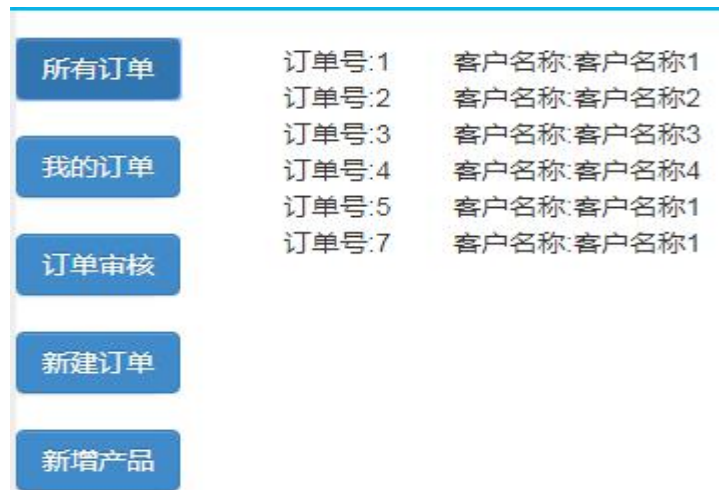 所有订单
我的订单
订单审核
新建订单
新增产品
订单号:1 客户名称:客户名称1
订单号:2 客户名称:客户名称2
订单号:3 客户名称:客户名称3
订单号:4 客户名称:客户名称4
订单号:5 客户名称:客户名称1
订单号:7 客户名称:客户名称1